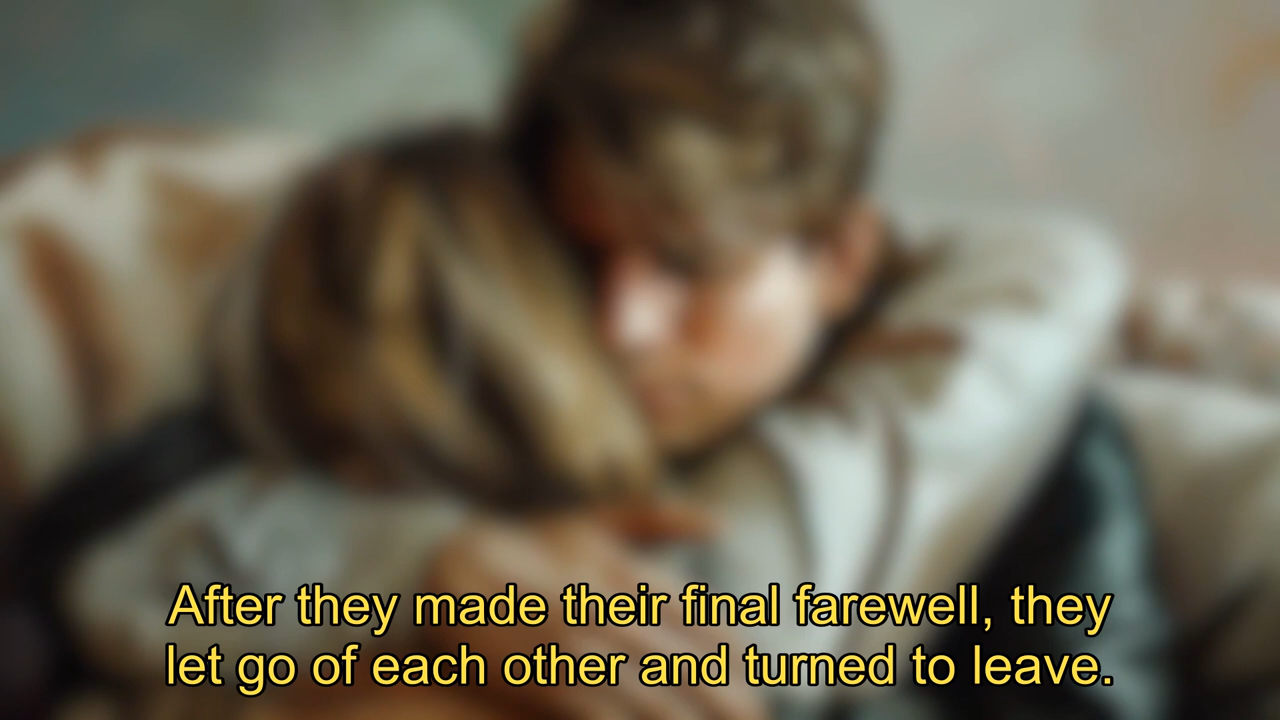 After they made their final farewell, they
let go of each other and turned to leave.